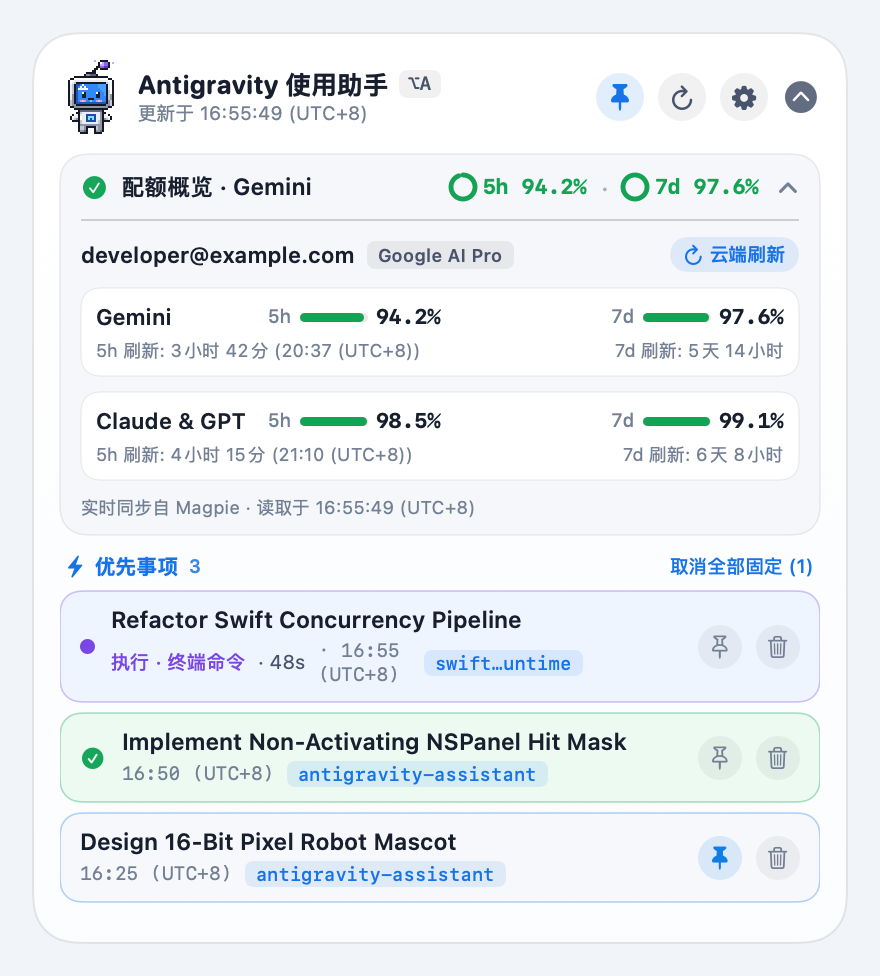 Antigravity 使用助手 ⌥A
更新于 16:55:49 (UTC+8)
配额概览 · Gemini 5h 94.2% · 7d 97.6%
developer@example.com Google AI Pro 云端刷新
Gemini 5h 94.2% 7d 97.6%
5h 刷新: 3小时 42分 (20:37 (UTC+8)) 7d 刷新: 5天 14小时
Claude & GPT 5h 98.5% 7d 99.1%
5h 刷新: 4小时 15分 (21:10 (UTC+8)) 7d 刷新: 6天 8小时
实时同步自 Magpie · 读取于 16:55:49 (UTC+8)
优先事项 3 取消全部固定 (1)
Refactor Swift Concurrency Pipeline
执行 · 终端命令 · 48s · 16:55 (UTC+8) swift…untime
Implement Non-Activating NSPanel Hit Mask
16:50 (UTC+8) antigravity-assistant
Design 16-Bit Pixel Robot Mascot
16:25 (UTC+8) antigravity-assistant